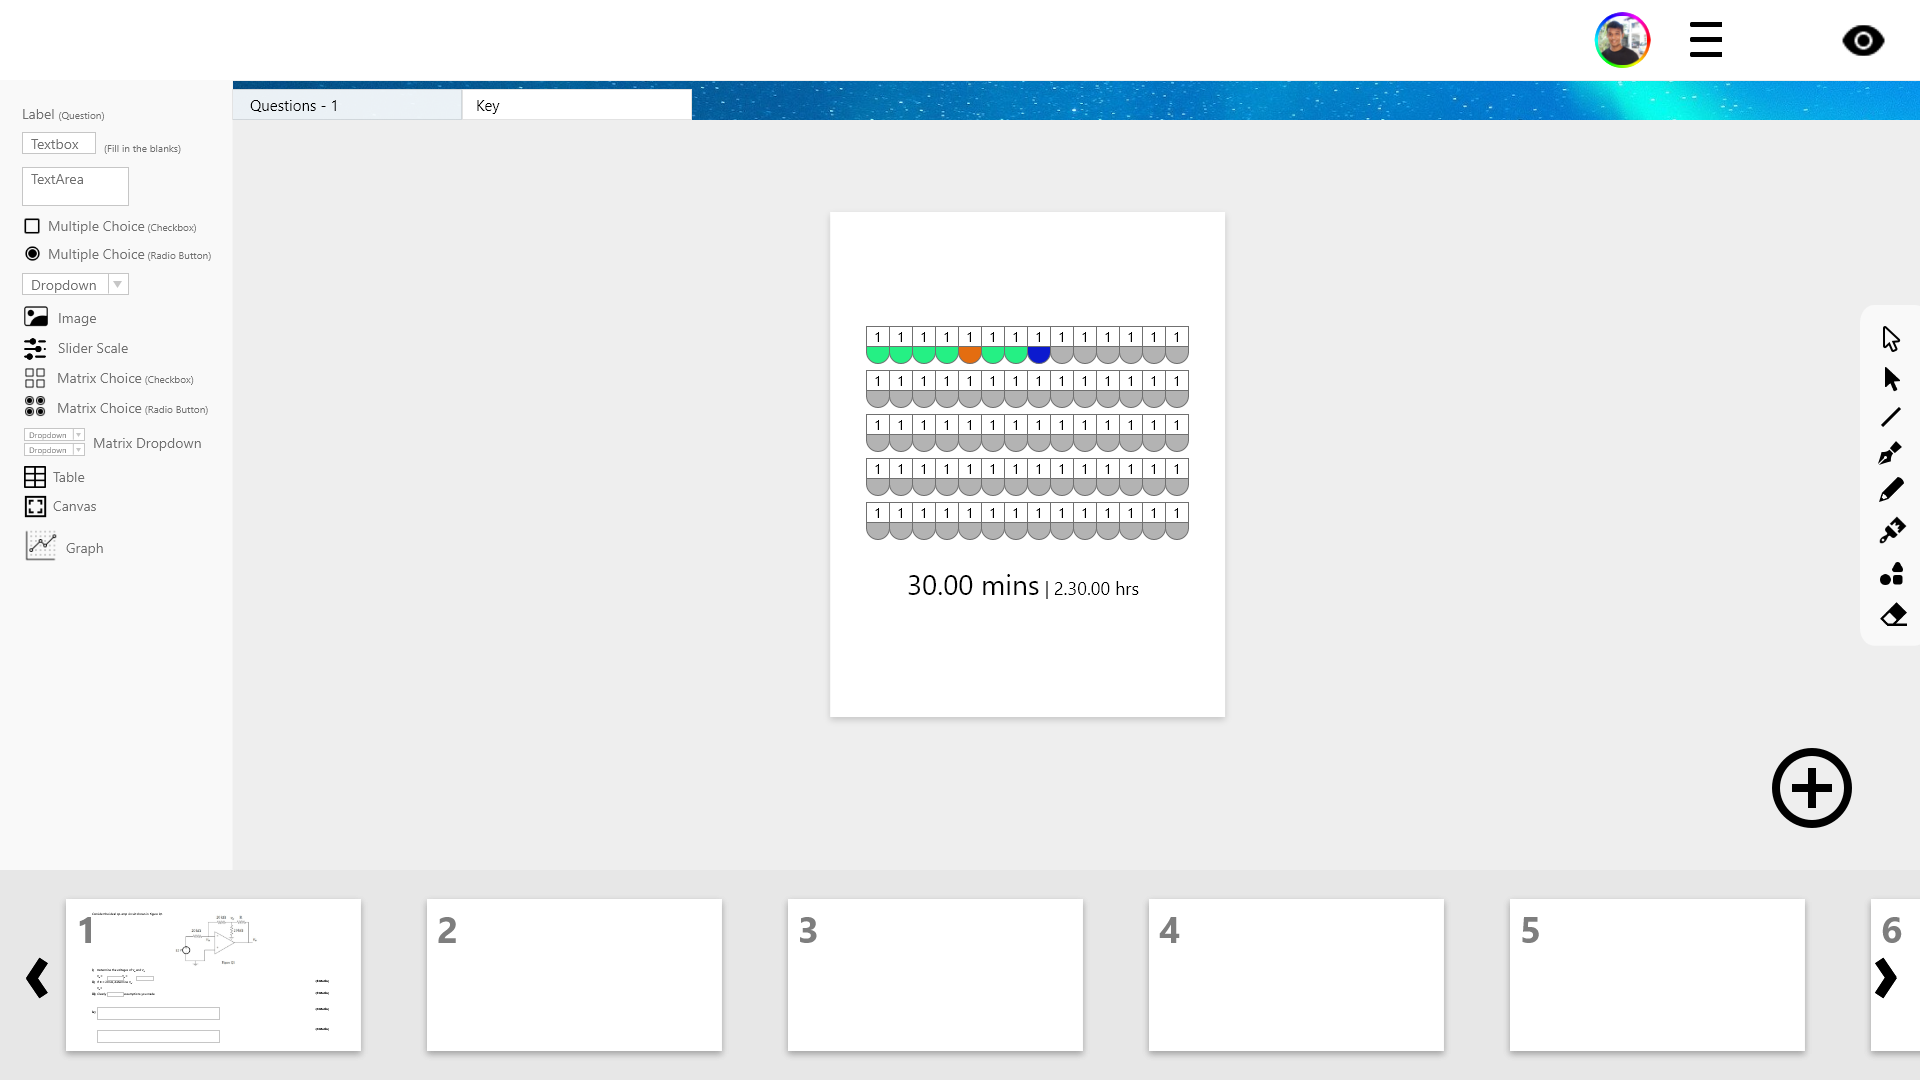 Questions - 1
Key
Label (Question)
Textbox (Fill in the blanks)
TextArea
Multiple Choice (Checkbox)
Multiple Choice (Radio Button)
Dropdown
Image
Slider Scale
Matrix Choice (Checkbox)
Matrix Choice (Radio Button)
Dropdown
Dropdown
Matrix Dropdown
Table
Canvas
Graph
1 1 1 1 1 1 1 1 1 1 1 1 1 1
1 1 1 1 1 1 1 1 1 1 1 1 1 1
1 1 1 1 1 1 1 1 1 1 1 1 1 1
1 1 1 1 1 1 1 1 1 1 1 1 1 1
1 1 1 1 1 1 1 1 1 1 1 1 1 1
30.00 mins | 2.30.00 hrs
1
2
3
4
5
6